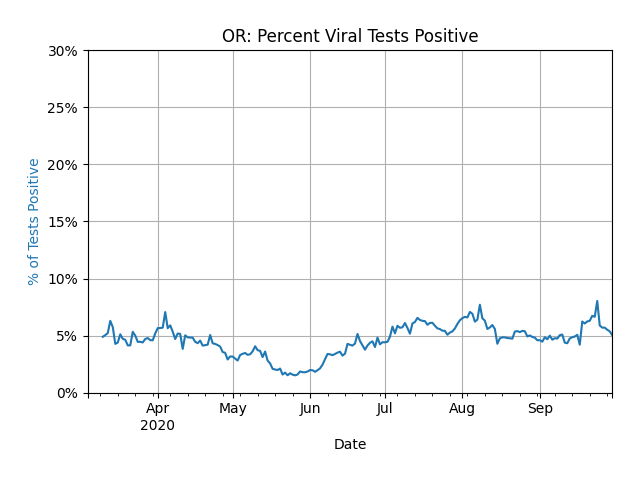 OR: Percent Viral Tests Positive
30%
25%
20%
15%
10%
5%
0%
% of Tests Positive
Apr
2020
May
Jun
Jul
Aug
Sep
Date